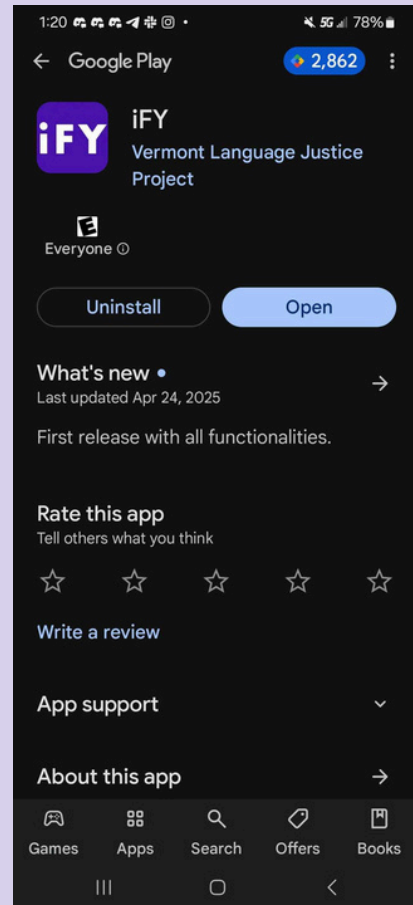 1:20 5G 78%
Google Play 2,862
iFY
iFY
Vermont Language Justice
Project
E
Everyone
Uninstall Open
What's new •
Last updated Apr 24, 2025
First release with all functionalities.
Rate this app
Tell others what you think
Write a review
App support
About this app
Games Apps Search Offers Books